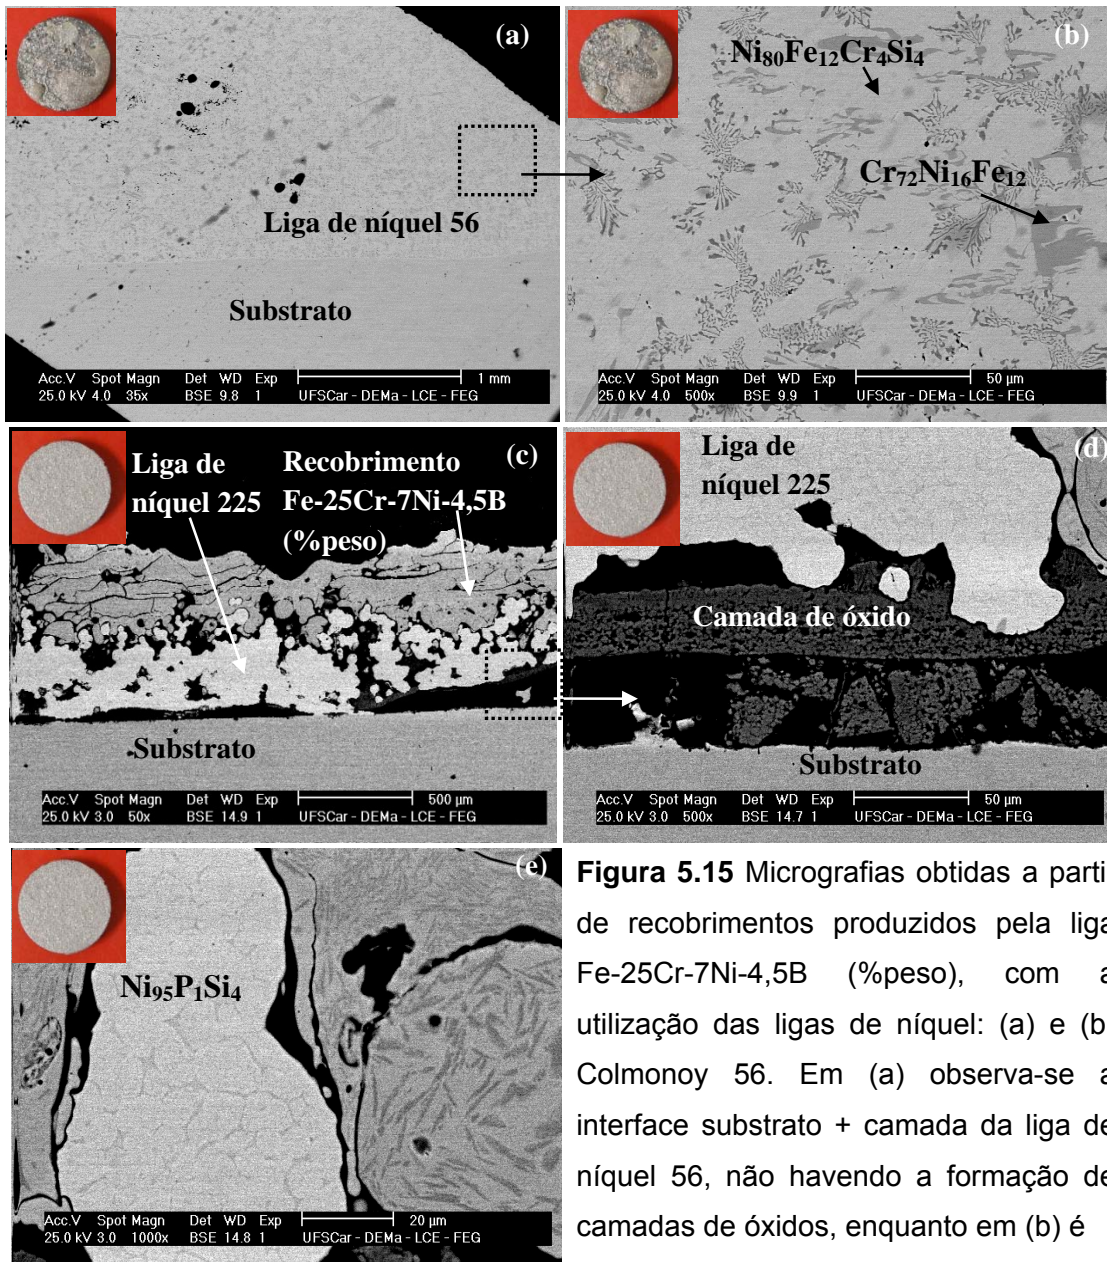 (a)
Liga de níquel 56
Substrato
Acc.V Spot Magn Det WD Exp 1 mm
25.0 kV 4.0 35x BSE 9.8 1 UFSCar - DEMa - LCE - FEG
(b)
Ni80Fe12Cr4Si4
Cr72Ni16Fe12
Acc.V Spot Magn Det WD Exp 50 µm
25.0 kV 4.0 500x BSE 9.9 1 UFSCar - DEMa - LCE - FEG
(c)
Liga de
níquel 225
Recobrimento
Fe-25Cr-7Ni-4,5B
(%peso)
Substrato
Acc.V Spot Magn Det WD Exp 500 µm
25.0 kV 3.0 50x BSE 14.9 1 UFSCar - DEMa - LCE - FEG
(d)
Liga de
níquel 225
Camada de óxido
Substrato
Acc.V Spot Magn Det WD Exp 50 µm
25.0 kV 3.0 500x BSE 14.7 1 UFSCar - DEMa - LCE - FEG
(e)
Ni95P1Si4
Acc.V Spot Magn Det WD Exp 20 µm
25.0 kV 3.0 1000x BSE 14.8 1 UFSCar - DEMa - LCE - FEG
Figura 5.15 Micrografias obtidas a parti
de recobrimentos produzidos pela liga
Fe-25Cr-7Ni-4,5B (%peso), com a
utilização das ligas de níquel: (a) e (b
Colmonoy 56. Em (a) observa-se a
interface substrato + camada da liga de
níquel 56, não havendo a formação de
camadas de óxidos, enquanto em (b) é